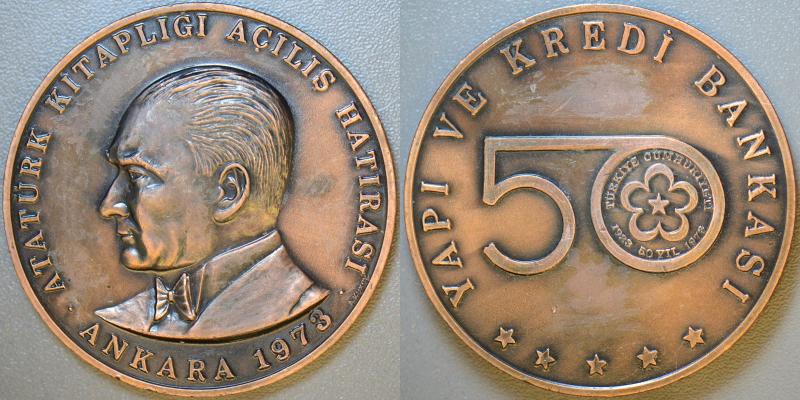 ATATÜRK KİTAPLIĞI AÇILIŞ HATIRASI
· ANKARA 1973 ·
YAPI VE KREDİ BANKASI
50
TÜRKİYE CUMHURİYETİ
1923 50 YIL 1973